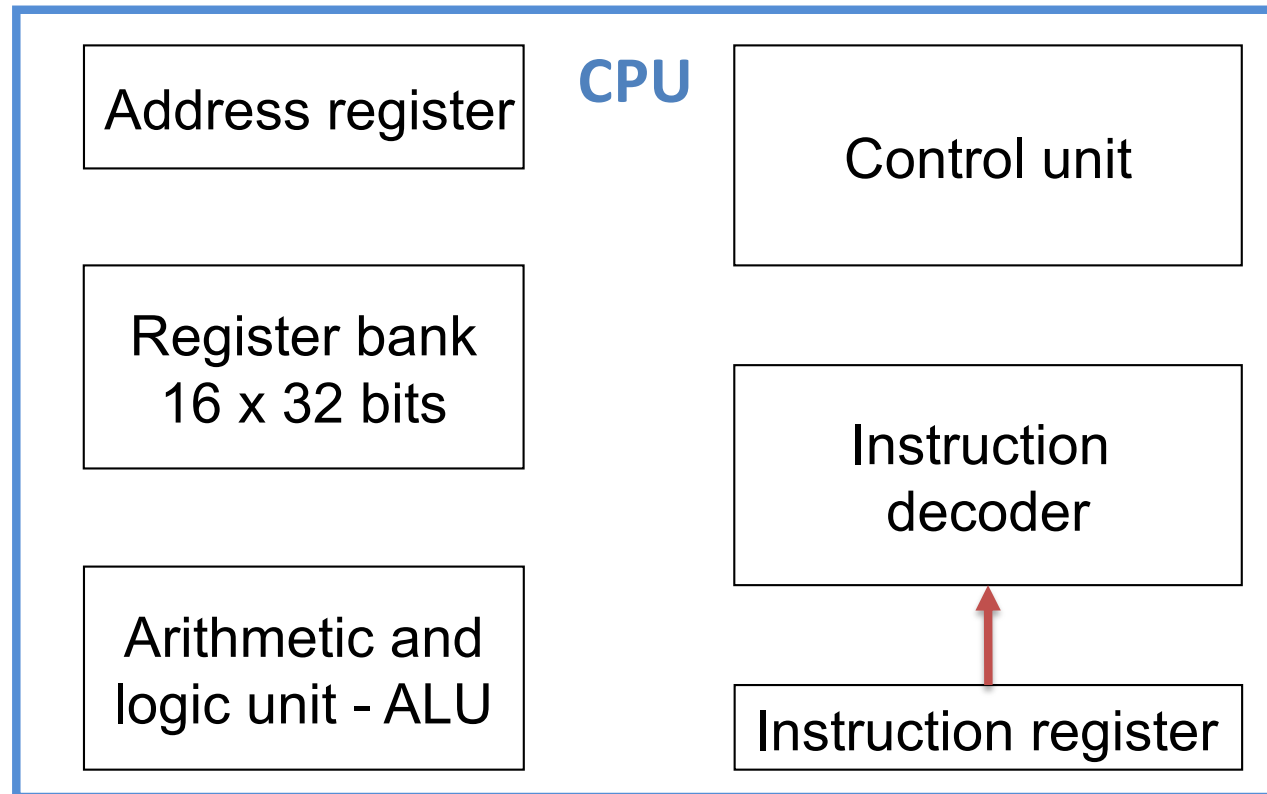 CPU
Address register
Register bank
16 x 32 bits
Arithmetic and
logic unit - ALU
Control unit
Instruction
decoder
Instruction register